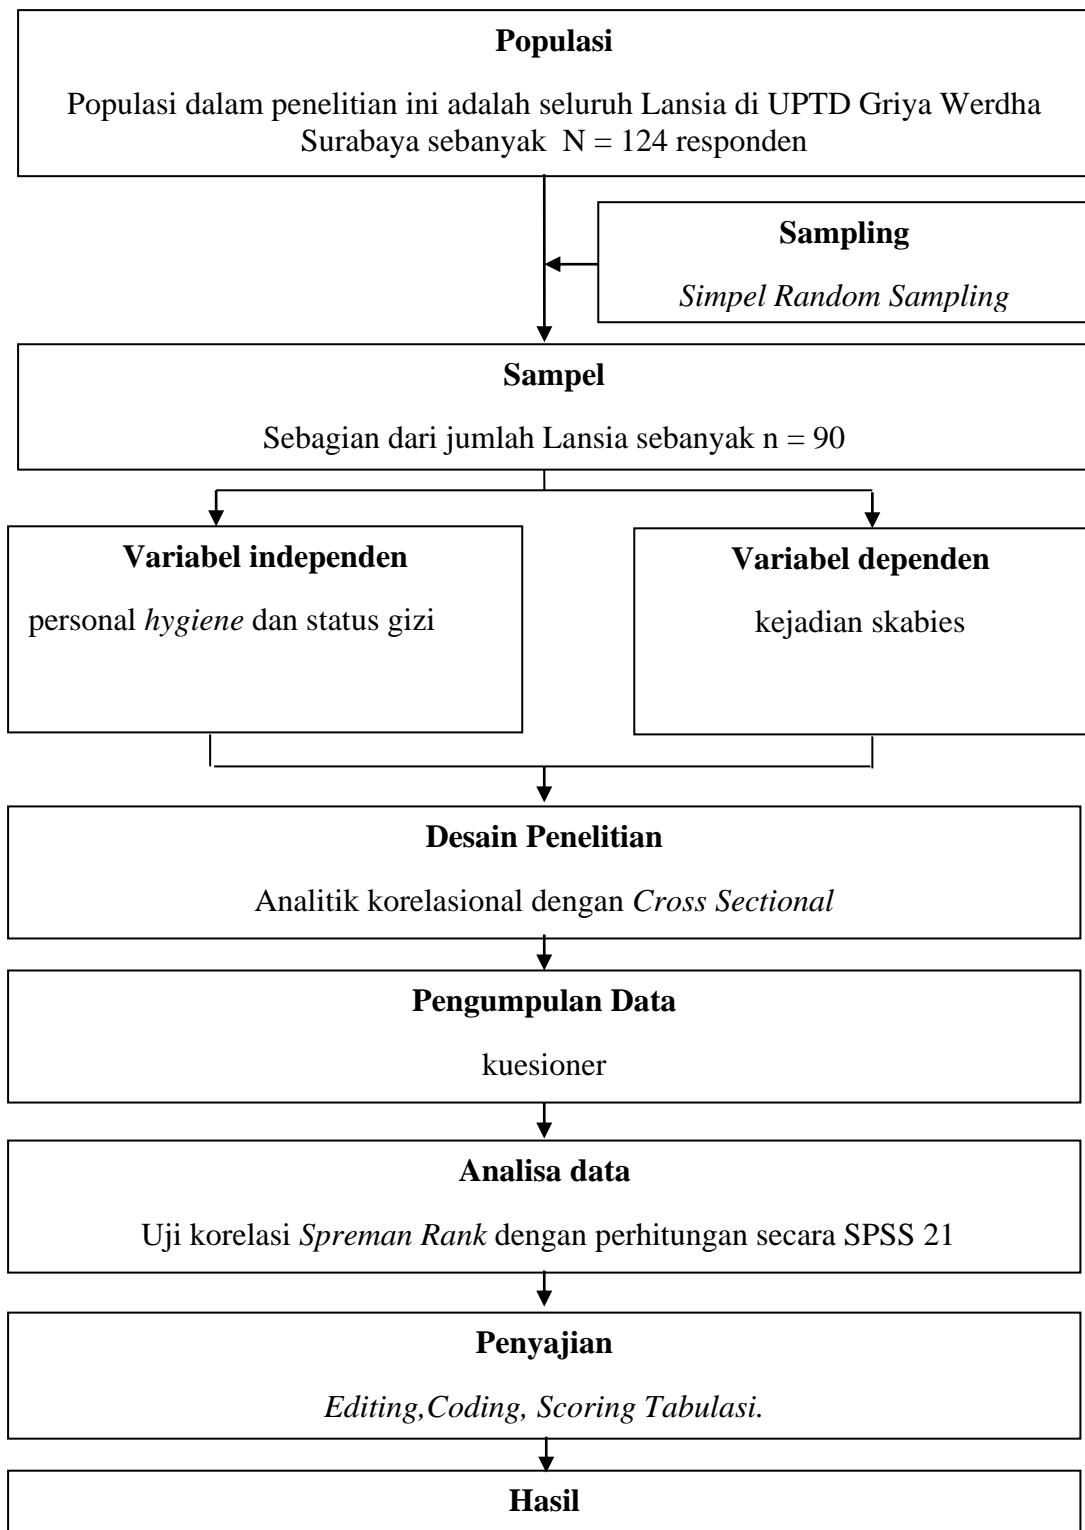 Populasi
Populasi dalam penelitian ini adalah seluruh Lansia di UPTD Griya Werdha
Surabaya sebanyak N = 124 responden
Sampling
Simpel Random Sampling
Sampel
Sebagian dari jumlah Lansia sebanyak n = 90
Variabel independen
personal hygiene dan status gizi
Variabel dependen
kejadian skabies
Desain Penelitian
Analitik korelasional dengan Cross Sectional
Pengumpulan Data
kuesioner
Analisa data
Uji korelasi Spreman Rank dengan perhitungan secara SPSS 21
Penyajian
Editing,Coding, Scoring Tabulasi.
Hasil